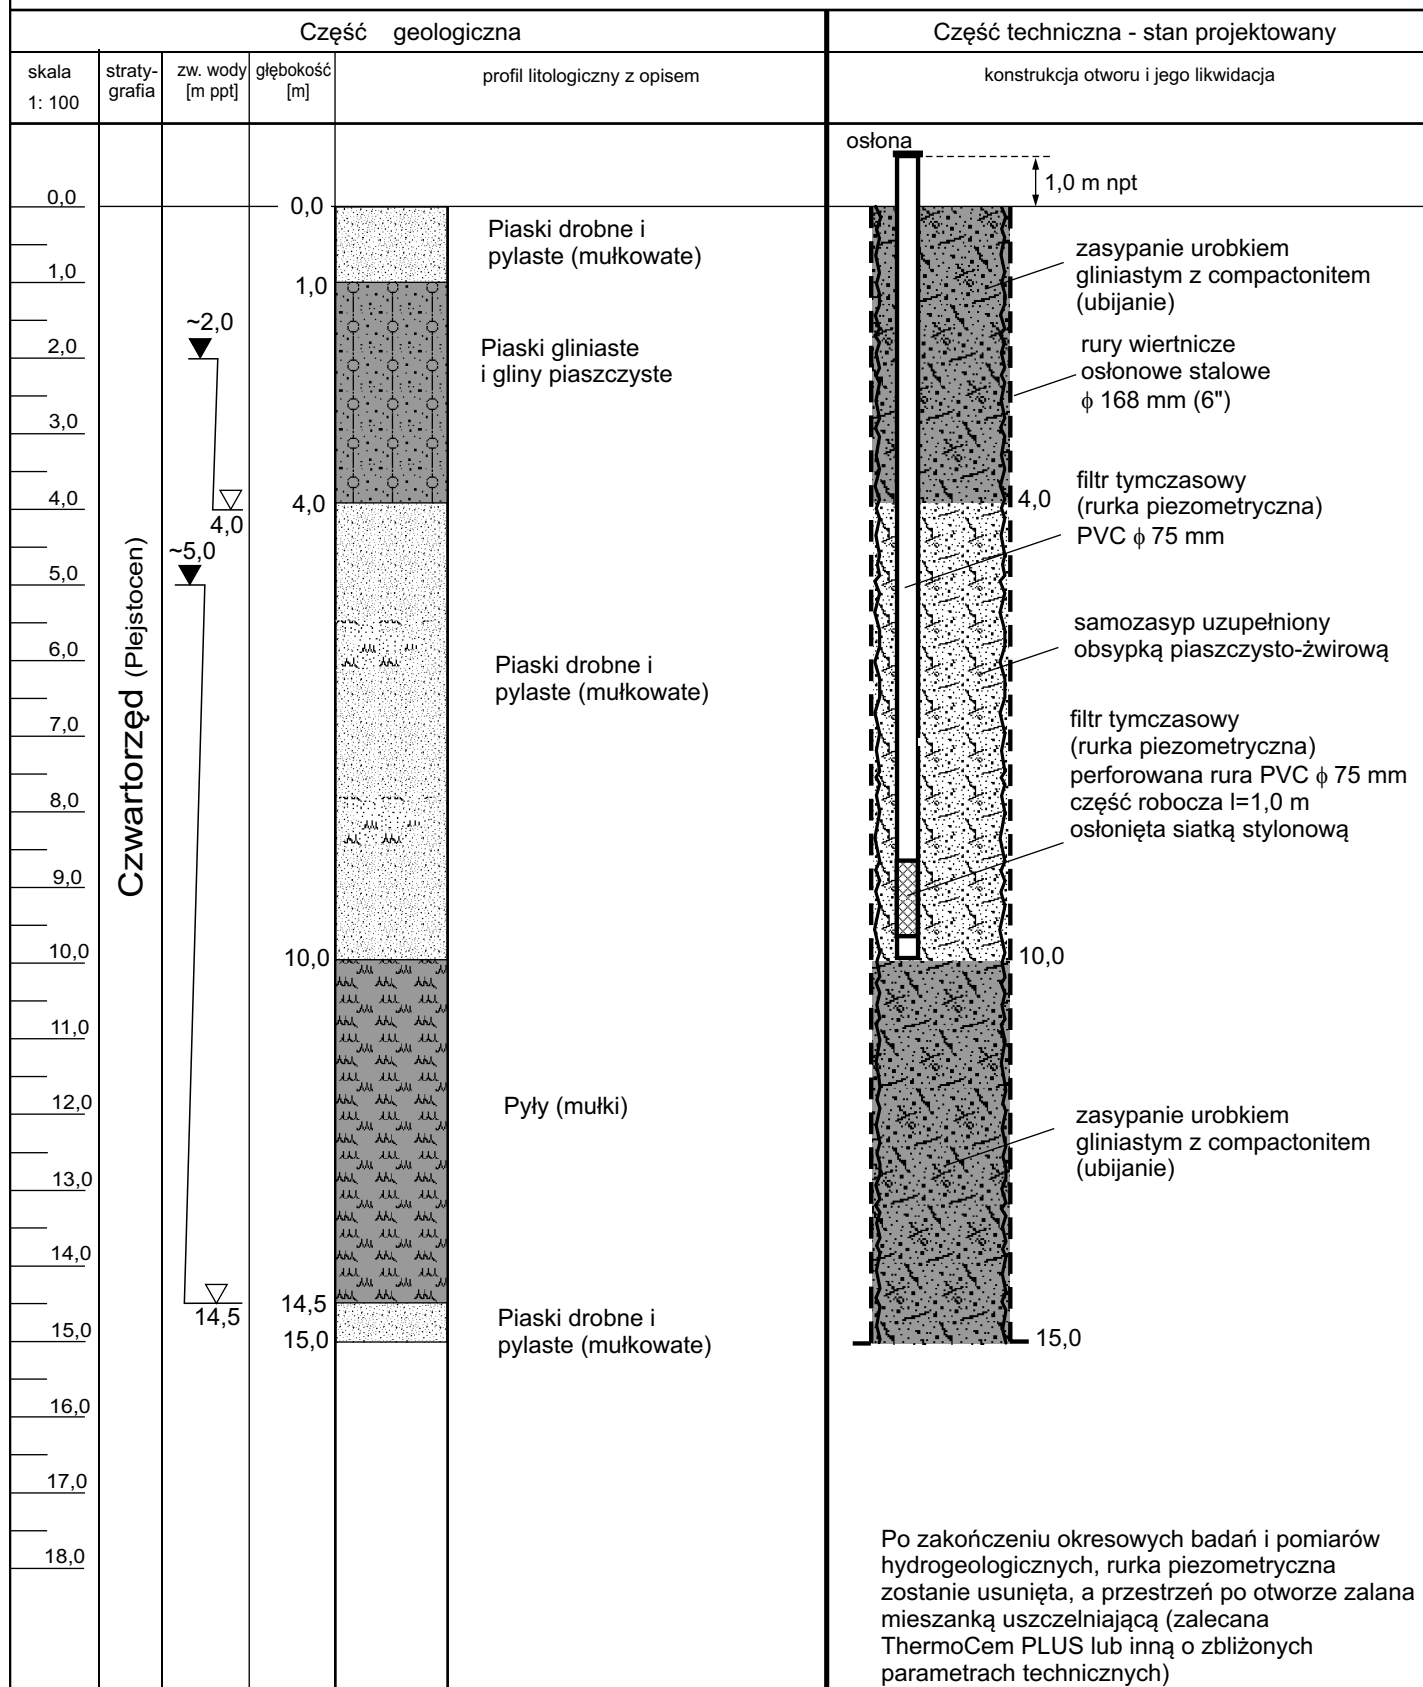 Część geologiczna
Część techniczna - stan projektowany
skala
1: 100
straty-
grafia
zw. wody
[m ppt]
głębokość
[m]
profil litologiczny z opisem
konstrukcja otworu i jego likwidacja
0,0
1,0
2,0
3,0
4,0
5,0
6,0
7,0
8,0
9,0
10,0
11,0
12,0
13,0
14,0
15,0
16,0
17,0
18,0
Czwartorzęd (Plejstocen)
~2,0
4,0
~5,0
14,5
0,0
1,0
4,0
10,0
14,5
15,0
Piaski drobne i
pylaste (mułkowate)
Piaski gliniaste
i gliny piaszczyste
Piaski drobne i
pylaste (mułkowate)
Pyły (mułki)
Piaski drobne i
pylaste (mułkowate)
osłona
1,0 m npt
zasypanie urobkiem
gliniastym z compactonitem
(ubijanie)
rury wiertnicze
osłonowe stalowe
ϕ 168 mm (6")
4,0
filtr tymczasowy
(rurka piezometryczna)
PVC ϕ 75 mm
samozasyp uzupełniony
obsypką piaszczysto-żwirową
filtr tymczasowy
(rurka piezometryczna)
perforowana rura PVC ϕ 75 mm
część robocza l=1,0 m
osłonięta siatką stylonową
10,0
zasypanie urobkiem
gliniastym z compactonitem
(ubijanie)
15,0
Po zakończeniu okresowych badań i pomiarów
hydrogeologicznych, rurka piezometryczna
zostanie usunięta, a przestrzeń po otworze zalana
mieszanką uszczelniającą (zalecana
ThermoCem PLUS lub inną o zbliżonych
parametrach technicznych)